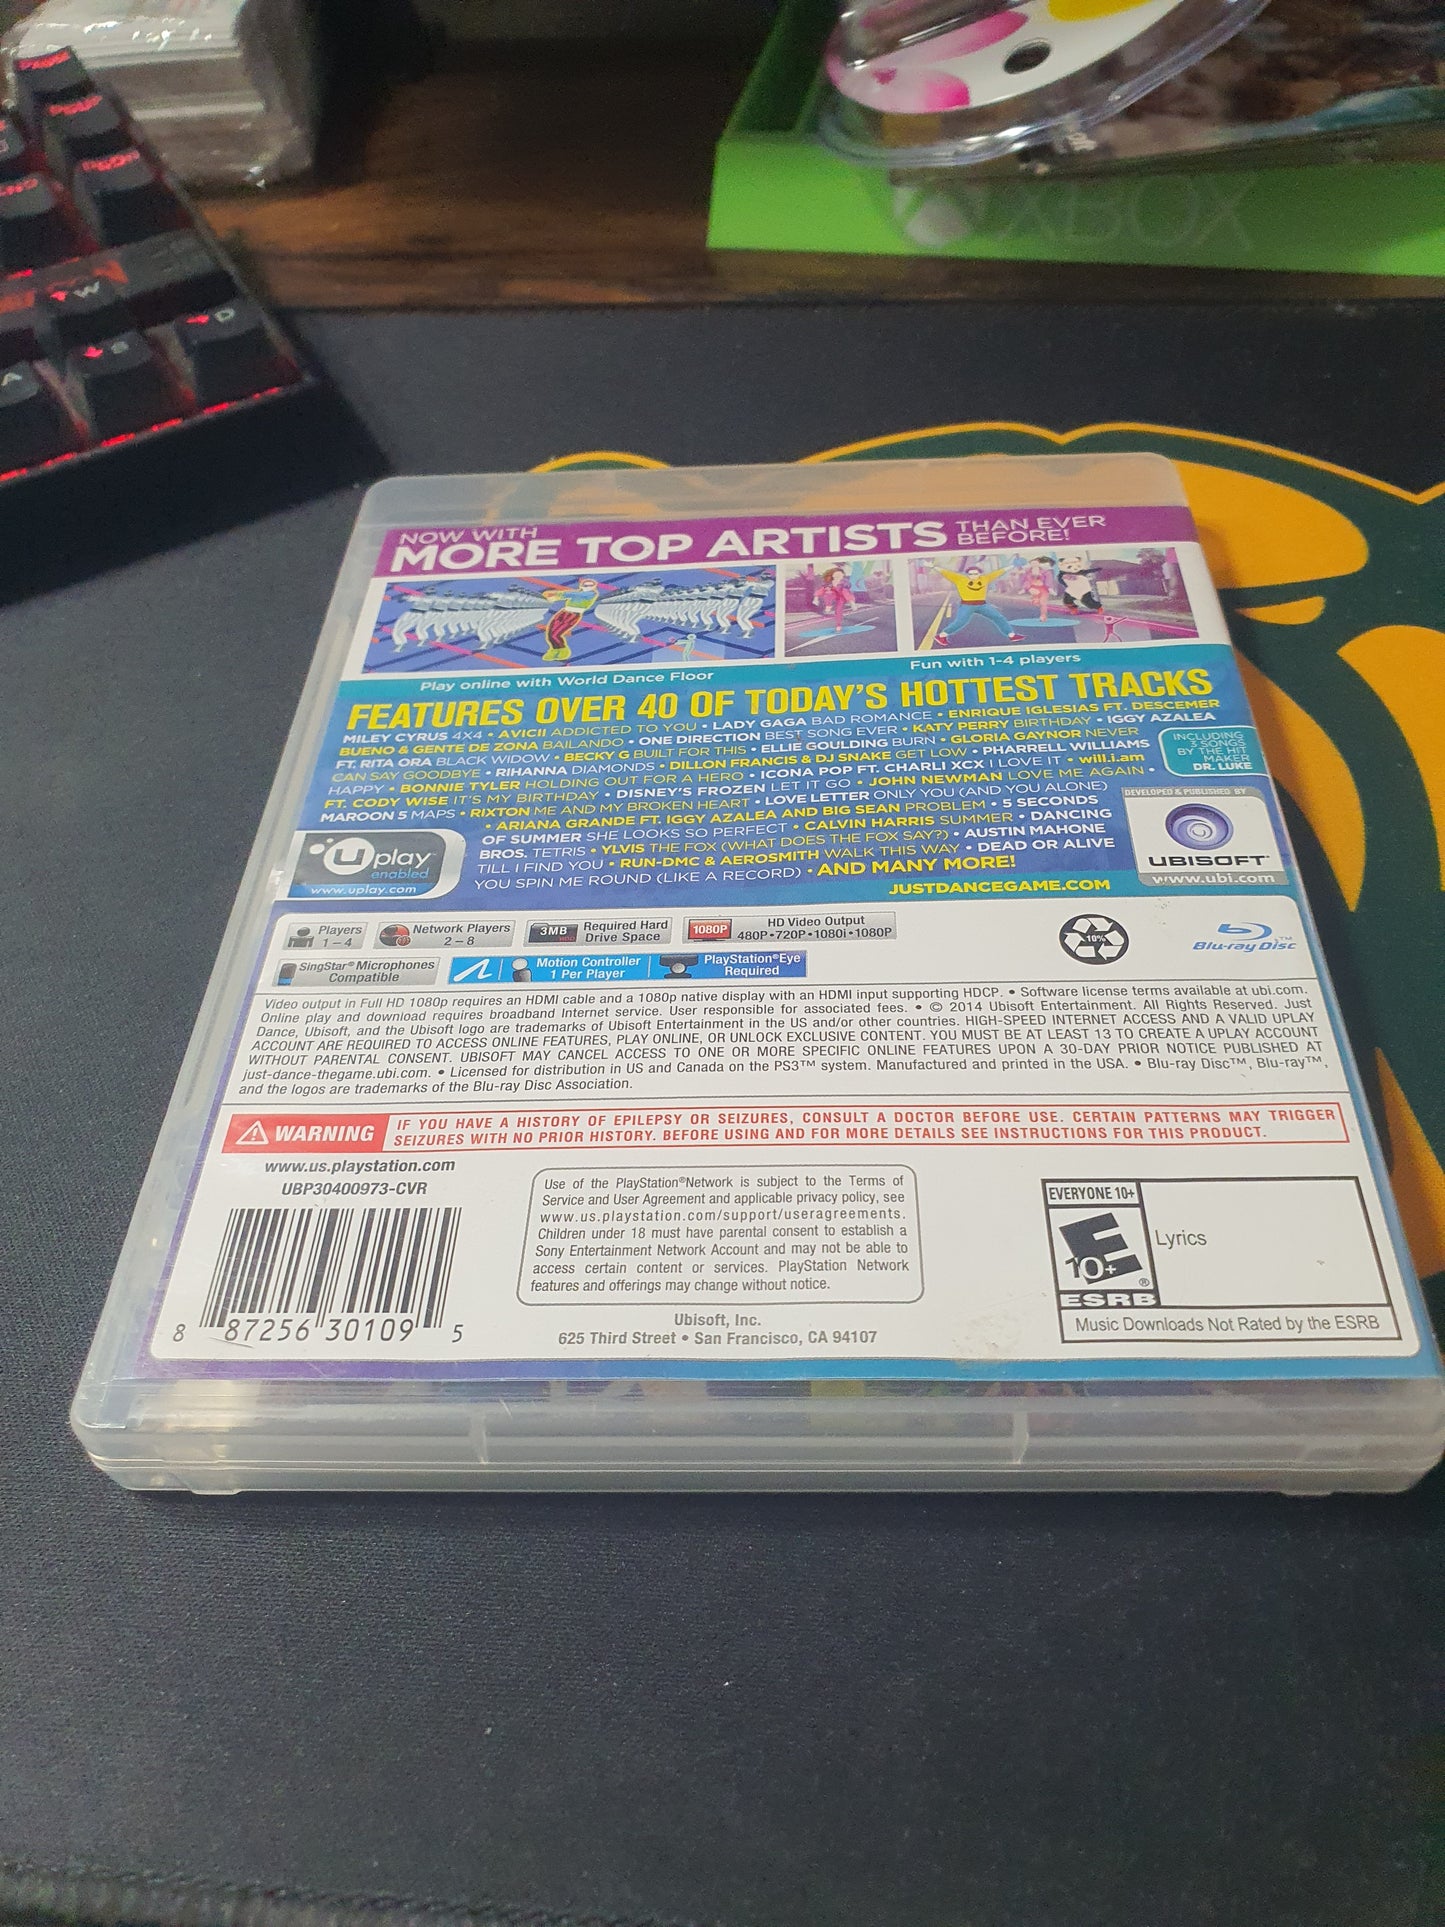 PGUP
W
A
S
D
XBOX
NOW WITH
MORE TOP ARTISTS
THAN EVER
BEFORE!
Play online with World Dance Floor
Fun with 1-4 players
FEATURES OVER 40 OF TODAY'S HOTTEST TRACKS
MILEY CYRUS 4X4 • AVICII ADDICTED TO YOU • LADY GAGA BAD ROMANCE • ENRIQUE IGLESIAS FT. DESCEMER
BUENO & GENTE DE ZONA BAILANDO • ONE DIRECTION BEST SONG EVER • KATY PERRY BIRTHDAY • IGGY AZALEA
FT. RITA ORA BLACK WIDOW • BECKY G BUILT FOR THIS • ELLIE GOULDING BURN • GLORIA GAYNOR NEVER
CAN SAY GOODBYE • RIHANNA DIAMONDS • DILLON FRANCIS & DJ SNAKE GET LOW • PHARRELL WILLIAMS
HAPPY • BONNIE TYLER HOLDING OUT FOR A HERO • ICONA POP FT. CHARLI XCX I LOVE IT • will.i.am
FT. CODY WISE IT'S MY BIRTHDAY • DISNEY'S FROZEN LET IT GO • JOHN NEWMAN LOVE ME AGAIN •
MAROON 5 MAPS • RIXTON ME AND MY BROKEN HEART • LOVE LETTER ONLY YOU (AND YOU ALONE)
• ARIANA GRANDE FT. IGGY AZALEA AND BIG SEAN PROBLEM • 5 SECONDS
OF SUMMER SHE LOOKS SO PERFECT • CALVIN HARRIS SUMMER • DANCING
BROS. TETRIS • YLVIS THE FOX (WHAT DOES THE FOX SAY?) • AUSTIN MAHONE
TILL I FIND YOU • RUN-DMC & AEROSMITH WALK THIS WAY • DEAD OR ALIVE
YOU SPIN ME ROUND (LIKE A RECORD) • AND MANY MORE!
JUSTDANCEGAME.COM
INCLUDING
3 SONGS
BY THE HIT
MAKER
DR. LUKE
DEVELOPED & PUBLISHED BY
UBISOFT
www.ubi.com
Uplay
enabled
www.uplay.com
Players
1 – 4
Network Players
2 – 8
3MB
HDD
Required Hard
Drive Space
1080P
HD Video Output
480P•720P•1080i•1080P
10%
Blu-ray Disc™
SingStar® Microphones
Compatible
Motion Controller
1 Per Player
PlayStation®Eye
Required
Video output in Full HD 1080p requires an HDMI cable and a 1080p native display with an HDMI input supporting HDCP. • Software license terms available at ubi.com.
Online play and download requires broadband Internet service. User responsible for associated fees. • © 2014 Ubisoft Entertainment. All Rights Reserved. Just
Dance, Ubisoft, and the Ubisoft logo are trademarks of Ubisoft Entertainment in the US and/or other countries. HIGH-SPEED INTERNET ACCESS AND A VALID UPLAY
ACCOUNT ARE REQUIRED TO ACCESS ONLINE FEATURES, PLAY ONLINE, OR UNLOCK EXCLUSIVE CONTENT. YOU MUST BE AT LEAST 13 TO CREATE A UPLAY ACCOUNT
WITHOUT PARENTAL CONSENT. UBISOFT MAY CANCEL ACCESS TO ONE OR MORE SPECIFIC ONLINE FEATURES UPON A 30-DAY PRIOR NOTICE PUBLISHED AT
just-dance-thegame.ubi.com. • Licensed for distribution in US and Canada on the PS3™ system. Manufactured and printed in the USA. • Blu-ray Disc™, Blu-ray™,
and the logos are trademarks of the Blu-ray Disc Association.
WARNING
IF YOU HAVE A HISTORY OF EPILEPSY OR SEIZURES, CONSULT A DOCTOR BEFORE USE. CERTAIN PATTERNS MAY TRIGGER
SEIZURES WITH NO PRIOR HISTORY. BEFORE USING AND FOR MORE DETAILS SEE INSTRUCTIONS FOR THIS PRODUCT.
www.us.playstation.com
UBP30400973-CVR
8 87256 30109 5
Use of the PlayStation®Network is subject to the Terms of
Service and User Agreement and applicable privacy policy, see
www.us.playstation.com/support/useragreements.
Children under 18 must have parental consent to establish a
Sony Entertainment Network Account and may not be able to
access certain content or services. PlayStation Network
features and offerings may change without notice.
Ubisoft, Inc.
625 Third Street • San Francisco, CA 94107
EVERYONE 10+
E
10+
®
ESRB
Lyrics
Music Downloads Not Rated by the ESRB